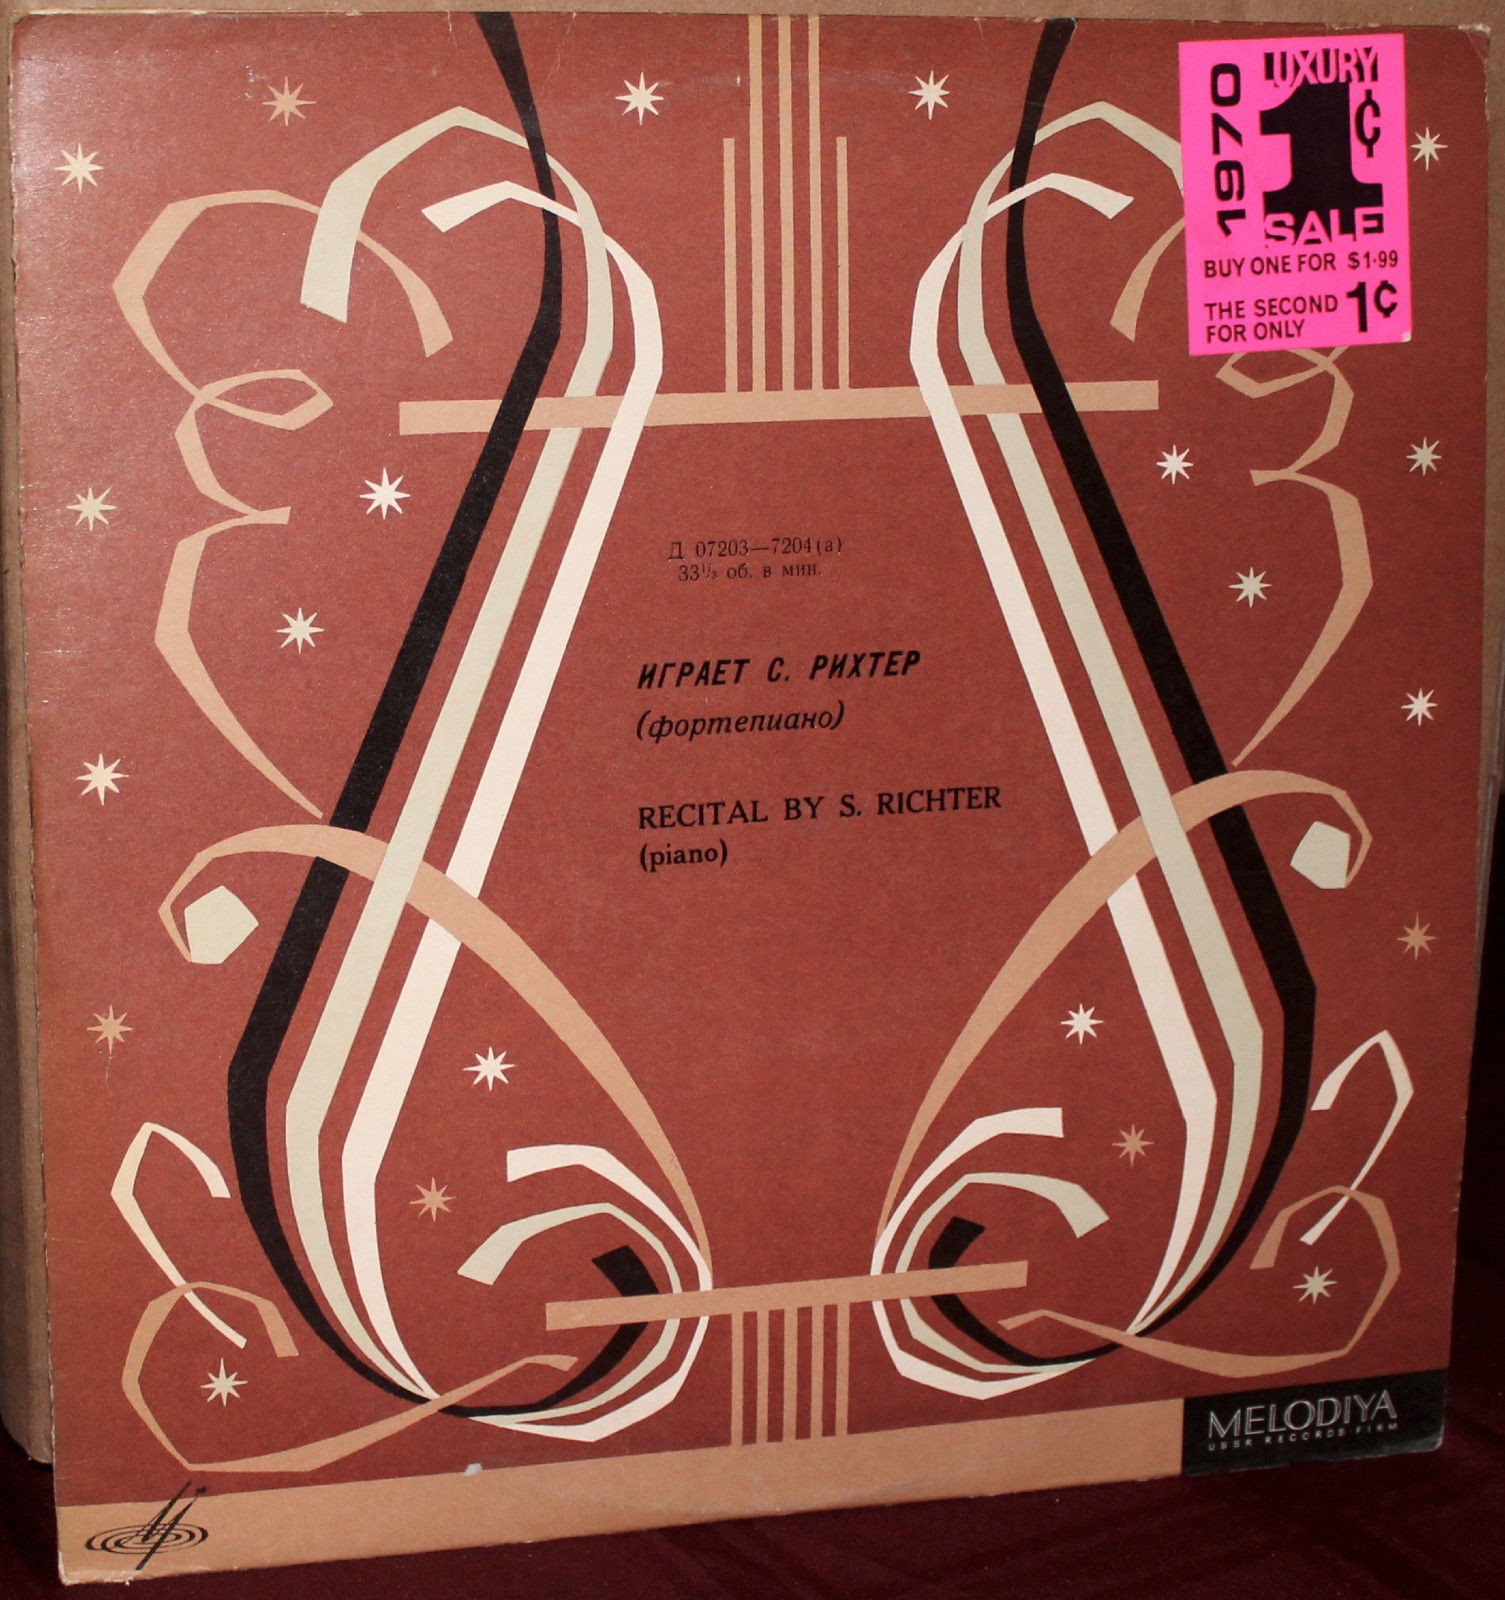 1970
LUXURY
1¢
SALE
BUY ONE FOR $1·99
THE SECOND 1¢
FOR ONLY
Д 07203—7204(а)
33⅓ об. в мин.
ИГРАЕТ С. РИХТЕР
(фортепиано)
RECITAL BY S. RICHTER
(piano)
MELODIYA
USSR RECORDS FIRM